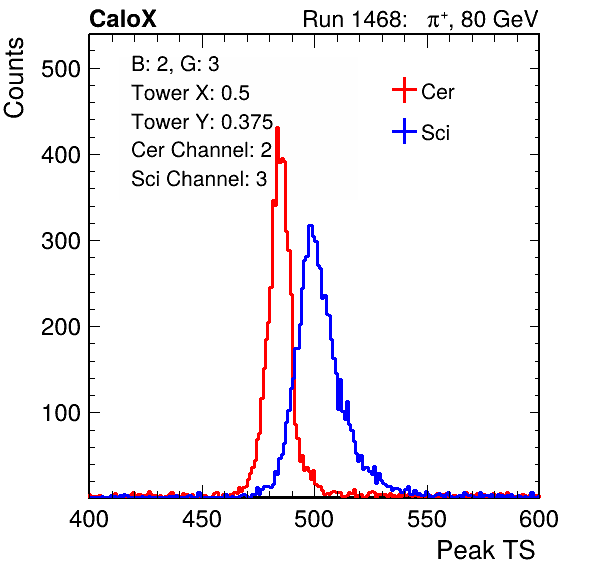 CaloX Run 1468: π⁺, 80 GeV
Counts
B: 2, G: 3
Tower X: 0.5
Tower Y: 0.375
Cer Channel: 2
Sci Channel: 3
Cer
Sci
500
400
300
200
100
400 450 500 550 600
Peak TS